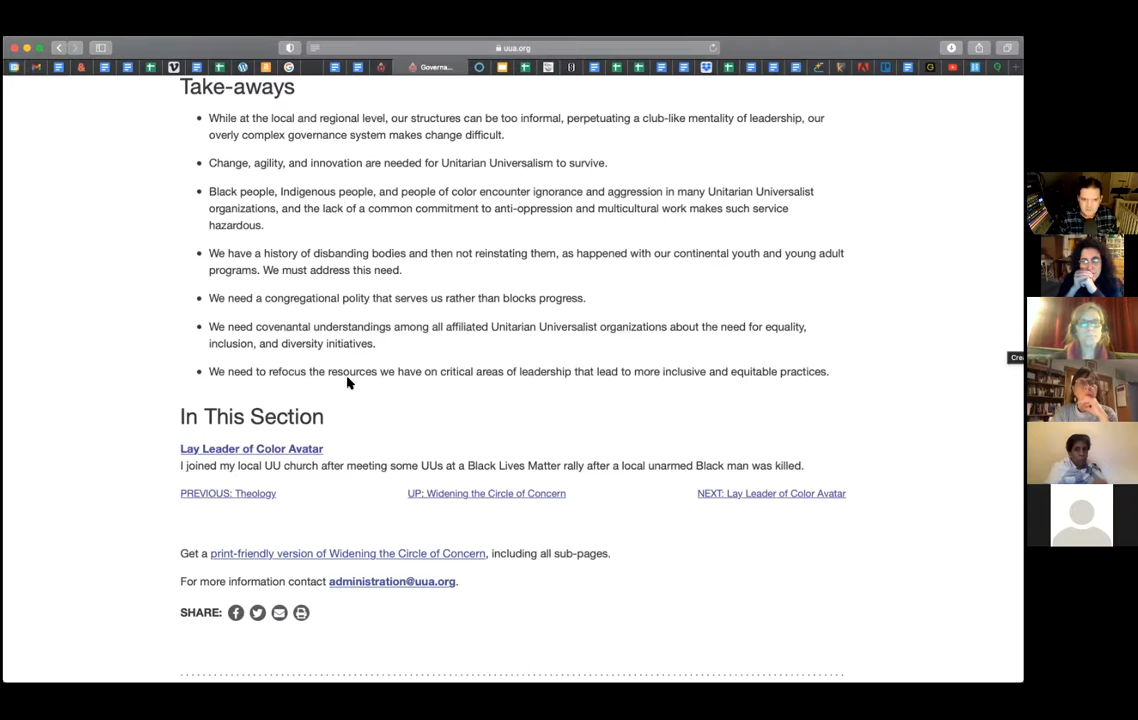 uua.org
Governa...
Take-aways
• While at the local and regional level, our structures can be too informal, perpetuating a club-like mentality of leadership, our
overly complex governance system makes change difficult.
• Change, agility, and innovation are needed for Unitarian Universalism to survive.
• Black people, Indigenous people, and people of color encounter ignorance and aggression in many Unitarian Universalist
organizations, and the lack of a common commitment to anti-oppression and multicultural work makes such service
hazardous.
• We have a history of disbanding bodies and then not reinstating them, as happened with our continental youth and young adult
programs. We must address this need.
• We need a congregational polity that serves us rather than blocks progress.
• We need covenantal understandings among all affiliated Unitarian Universalist organizations about the need for equality,
inclusion, and diversity initiatives.
Cre
• We need to refocus the resources we have on critical areas of leadership that lead to more inclusive and equitable practices.
In This Section
Lay Leader of Color Avatar
I joined my local UU church after meeting some UUs at a Black Lives Matter rally after a local unarmed Black man was killed.
PREVIOUS: Theology UP: Widening the Circle of Concern NEXT: Lay Leader of Color Avatar
Get a print-friendly version of Widening the Circle of Concern, including all sub-pages.
For more information contact administration@uua.org.
SHARE: